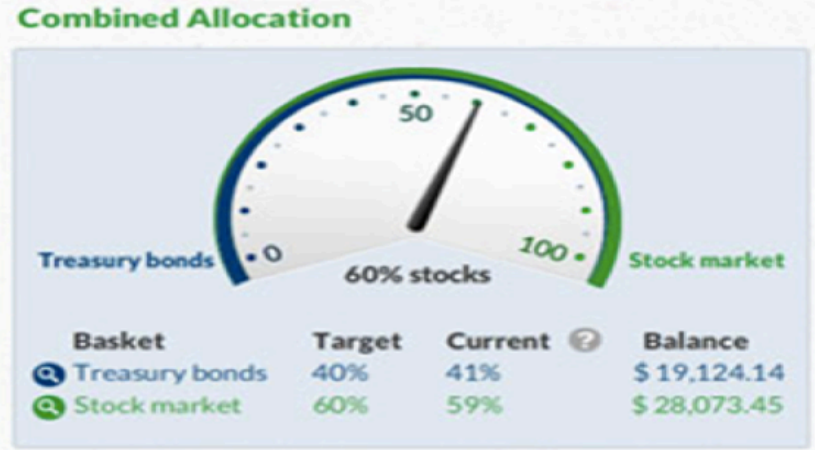 Combined Allocation
50
0
100
Treasury bonds
Stock market
60% stocks
Basket Target Current ? Balance
Treasury bonds 40% 41% $ 19,124.14
Stock market 60% 59% $ 28,073.45